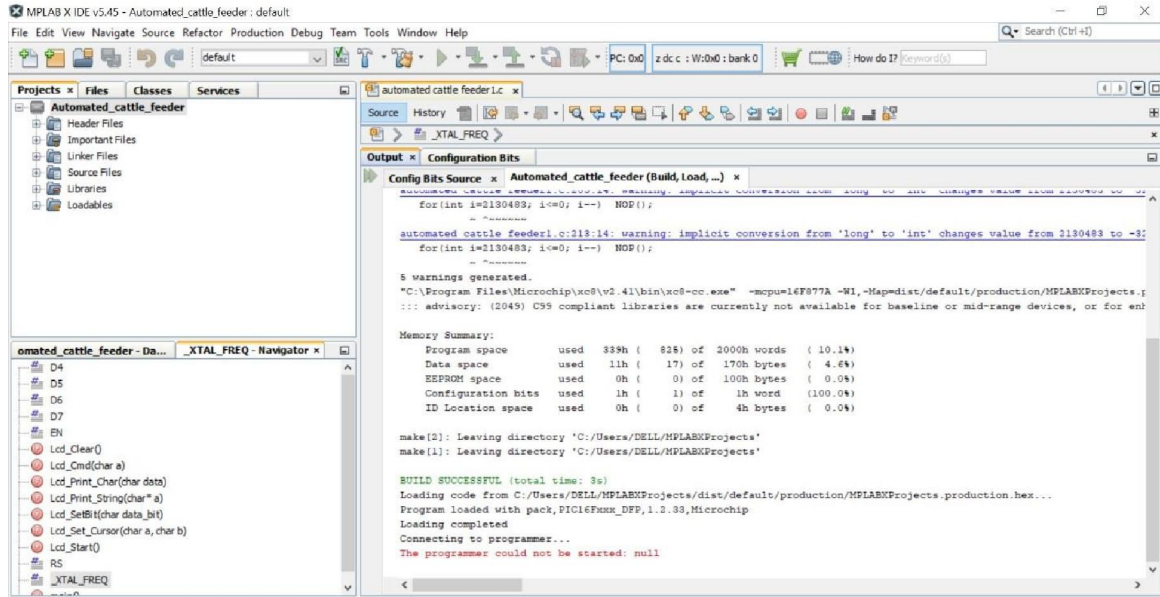 MPLAB X IDE v5.45 - Automated_cattle_feeder : default
File Edit View Navigate Source Refactor Production Debug Team Tools Window Help
Search (Ctrl+I)
default
PC: 0x0
z dc c : W:0x0 : bank 0
How do I?
Keyword(s)
Projects
Files
Classes
Services
Automated_cattle_feeder
Header Files
Important Files
Linker Files
Source Files
Libraries
Loadables
omated_cattle_feeder - Da...
_XTAL_FREQ - Navigator
D4
D5
D6
D7
EN
Lcd_Clear()
Lcd_Cmd(char a)
Lcd_Print_Char(char data)
Lcd_Print_String(char* a)
Lcd_SetBit(char data_bit)
Lcd_Set_Cursor(char a, char b)
Lcd_Start()
RS
_XTAL_FREQ
automated cattle feeder1.c
Source History
_XTAL_FREQ
Output Configuration Bits
Config Bits Source Automated_cattle_feeder (Build, Load, ...)
for(int i=2130483; i<=0; i--) NOP();
~ ^~~~~~~
automated cattle feeder1.c:213:14: warning: implicit conversion from 'long' to 'int' changes value from 2130483 to -32
for(int i=2130483; i<=0; i--) NOP();
~ ^~~~~~~
5 warnings generated.
"C:\Program Files\Microchip\xc8\v2.41\bin\xc8-cc.exe" -mcpu=16F877A -Wl,-Map=dist/default/production/MPLABXProjects.p
::: advisory: (2049) C99 compliant libraries are currently not available for baseline or mid-range devices, or for enh
Memory Summary:
Program space used 339h ( 825) of 2000h words ( 10.1%)
Data space used 11h ( 17) of 170h bytes ( 4.6%)
EEPROM space used 0h ( 0) of 100h bytes ( 0.0%)
Configuration bits used 1h ( 1) of 1h word (100.0%)
ID Location space used 0h ( 0) of 4h bytes ( 0.0%)
make[2]: Leaving directory 'C:/Users/DELL/MPLABXProjects'
make[1]: Leaving directory 'C:/Users/DELL/MPLABXProjects'
BUILD SUCCESSFUL (total time: 3s)
Loading code from C:/Users/DELL/MPLABXProjects/dist/default/production/MPLABXProjects.production.hex...
Program loaded with pack,PIC16Fxxx_DFP,1.2.33,Microchip
Loading completed
Connecting to programmer...
The programmer could not be started: null